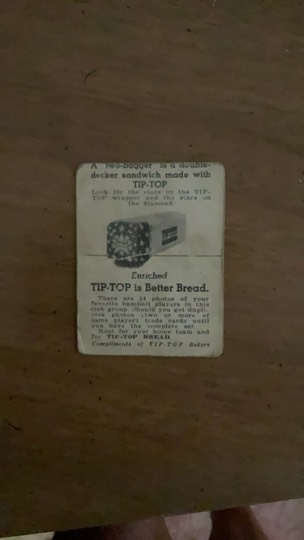 A "two-bagger" is a double-
decker sandwich made with
TIP-TOP
Look for the stars on the TIP-
TOP wrapper and the stars on
the diamond.
Enriched
TIP-TOP is Better Bread.
There are 14 photos of your
favorite baseball players in this
club group. Should you get dupli-
cate photos (two or more of
same player) trade cards until
you have the complete set.
Root for your home team and
for TIP-TOP BREAD
Compliments of TIP-TOP Bakers